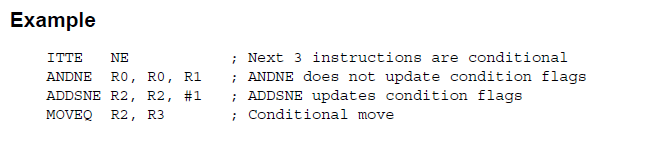 Example
ITTE   NE             ; Next 3 instructions are conditional
ANDNE  R0, R0, R1     ; ANDNE does not update condition flags
ADDSNE R2, R2, #1     ; ADDSNE updates condition flags
MOVEQ  R2, R3         ; Conditional move